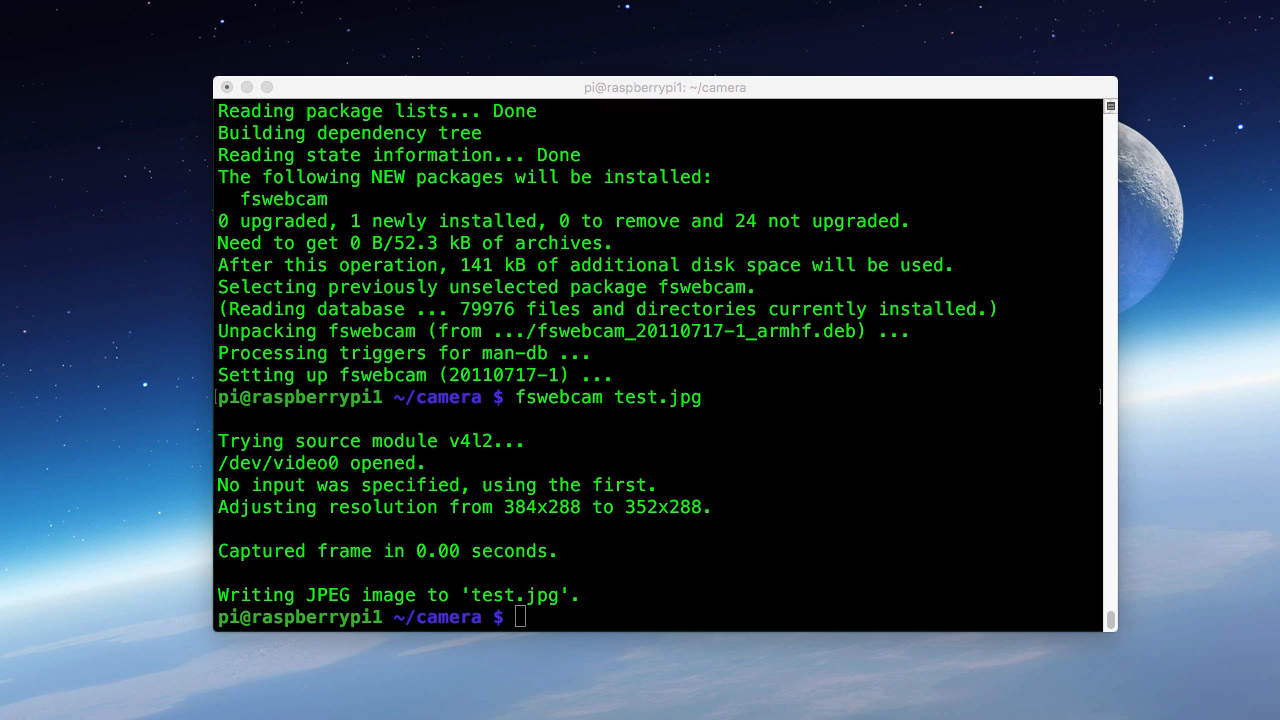 pi@raspberrypi1: ~/camera
Reading package lists... Done
Building dependency tree
Reading state information... Done
The following NEW packages will be installed:
  fswebcam
0 upgraded, 1 newly installed, 0 to remove and 24 not upgraded.
Need to get 0 B/52.3 kB of archives.
After this operation, 141 kB of additional disk space will be used.
Selecting previously unselected package fswebcam.
(Reading database ... 79976 files and directories currently installed.)
Unpacking fswebcam (from .../fswebcam_20110717-1_armhf.deb) ...
Processing triggers for man-db ...
Setting up fswebcam (20110717-1) ...
pi@raspberrypi1 ~/camera $ fswebcam test.jpg
Trying source module v4l2...
/dev/video0 opened.
No input was specified, using the first.
Adjusting resolution from 384x288 to 352x288.
Captured frame in 0.00 seconds.
Writing JPEG image to 'test.jpg'.
pi@raspberrypi1 ~/camera $